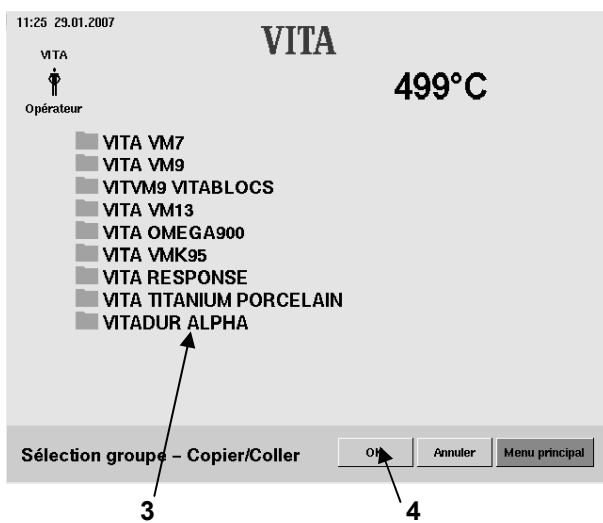 11:25 29.01.2007
VITA
VITA
499°C
Opérateur
VITA VM7
VITA VM9
VITVM9 VITABLOCS
VITA VM13
VITA OMEGA900
VITA VMK95
VITA RESPONSE
VITA TITANIUM PORCELAIN
VITADUR ALPHA
Sélection groupe – Copier/Coller
OK
Annuler
Menu principal
3
4